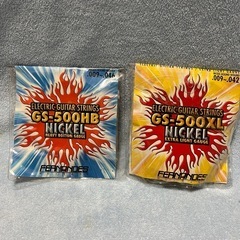 .009~.046
ELECTRIC GUITAR STRINGS
GS-500HB
NICKEL
HEAVY BOTTOM GAUGE
FERNANDES
.009~.042
ELECTRIC GUITAR STRINGS
GS-500XL
NICKEL
EXTRA LIGHT GAUGE
FERNANDES